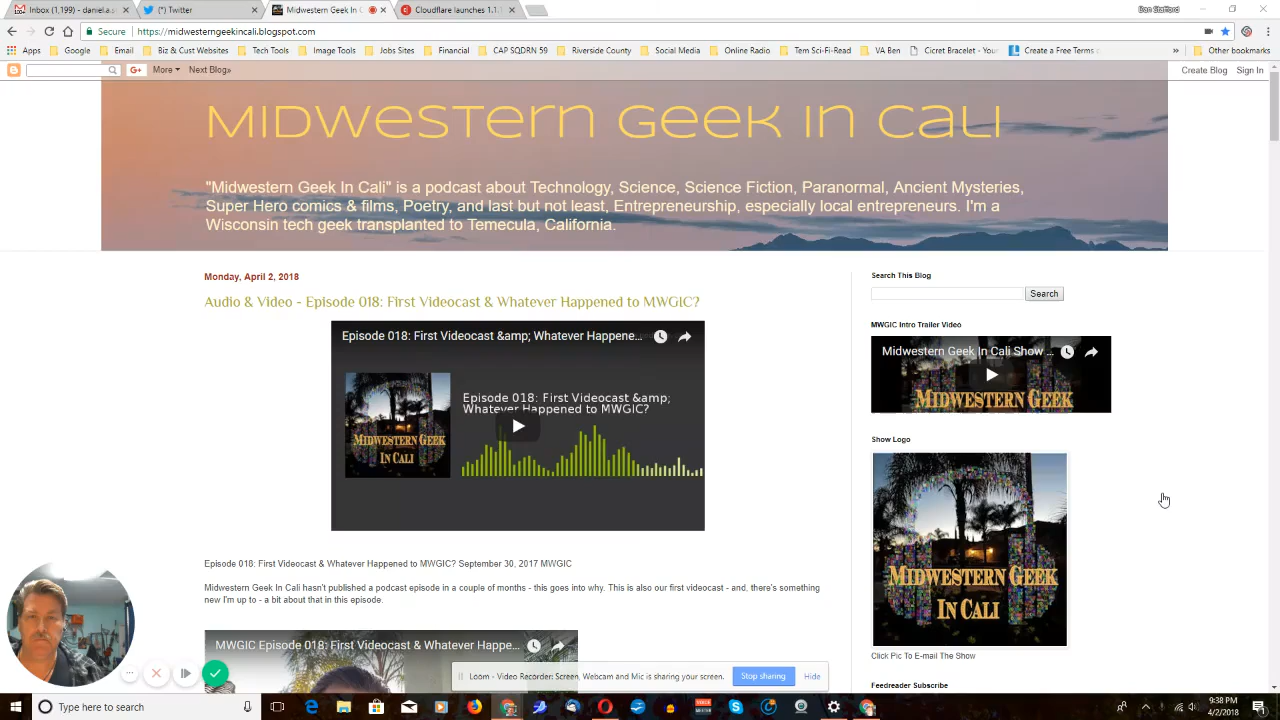 Inbox (1,199) - daniel.a.
(*) Twitter
Midwestern Geek In C
Cloudflare launches 1.1.
Dan Stafford
Secure
https://midwesterngeekincali.blogspot.com
Apps
Google
Email
Biz & Cust Websites
Tech Tools
Image Tools
Jobs Sites
Financial
CAP SQDRN 59
Riverside County
Social Media
Online Radio
Tem Sci-Fi Read
VA Ben
Cicret Bracelet - You
Create a Free Terms
»
Other bookmarks
G+
More
Next Blog»
Create Blog
Sign In
Midwestern Geek In Cali
"Midwestern Geek In Cali" is a podcast about Technology, Science, Science Fiction, Paranormal, Ancient Mysteries,
Super Hero comics & films, Poetry, and last but not least, Entrepreneurship, especially local entrepreneurs. I'm a
Wisconsin tech geek transplanted to Temecula, California.
Monday, April 2, 2018
Audio & Video - Episode 018: First Videocast & Whatever Happened to MWGIC?
Episode 018: First Videocast &amp; Whatever Happene...
Episode 018: First Videocast &amp;
Whatever Happened to MWGIC?
MIDWESTERN GEEK
IN CALI
Episode 018: First Videocast & Whatever Happened to MWGIC? September 30, 2017 MWGIC
Midwestern Geek In Cali hasn't published a podcast episode in a couple of months - this goes into why. This is also our first videocast - and, there's something
new I'm up to - a bit about that in this episode.
MWGIC Episode 018: First Videocast & Whatever Happe...
Search This Blog
Search
MWGIC Intro Trailer Video
Midwestern Geek In Cali Show ...
MIDWESTERN GEEK
Show Logo
MIDWESTERN GEEK
IN CALI
Click Pic To E-mail The Show
Feedreader Subscribe
Loom - Video Recorder: Screen, Webcam and Mic is sharing your screen.
Stop sharing
Hide
Type here to search
9:38 PM
4/2/2018